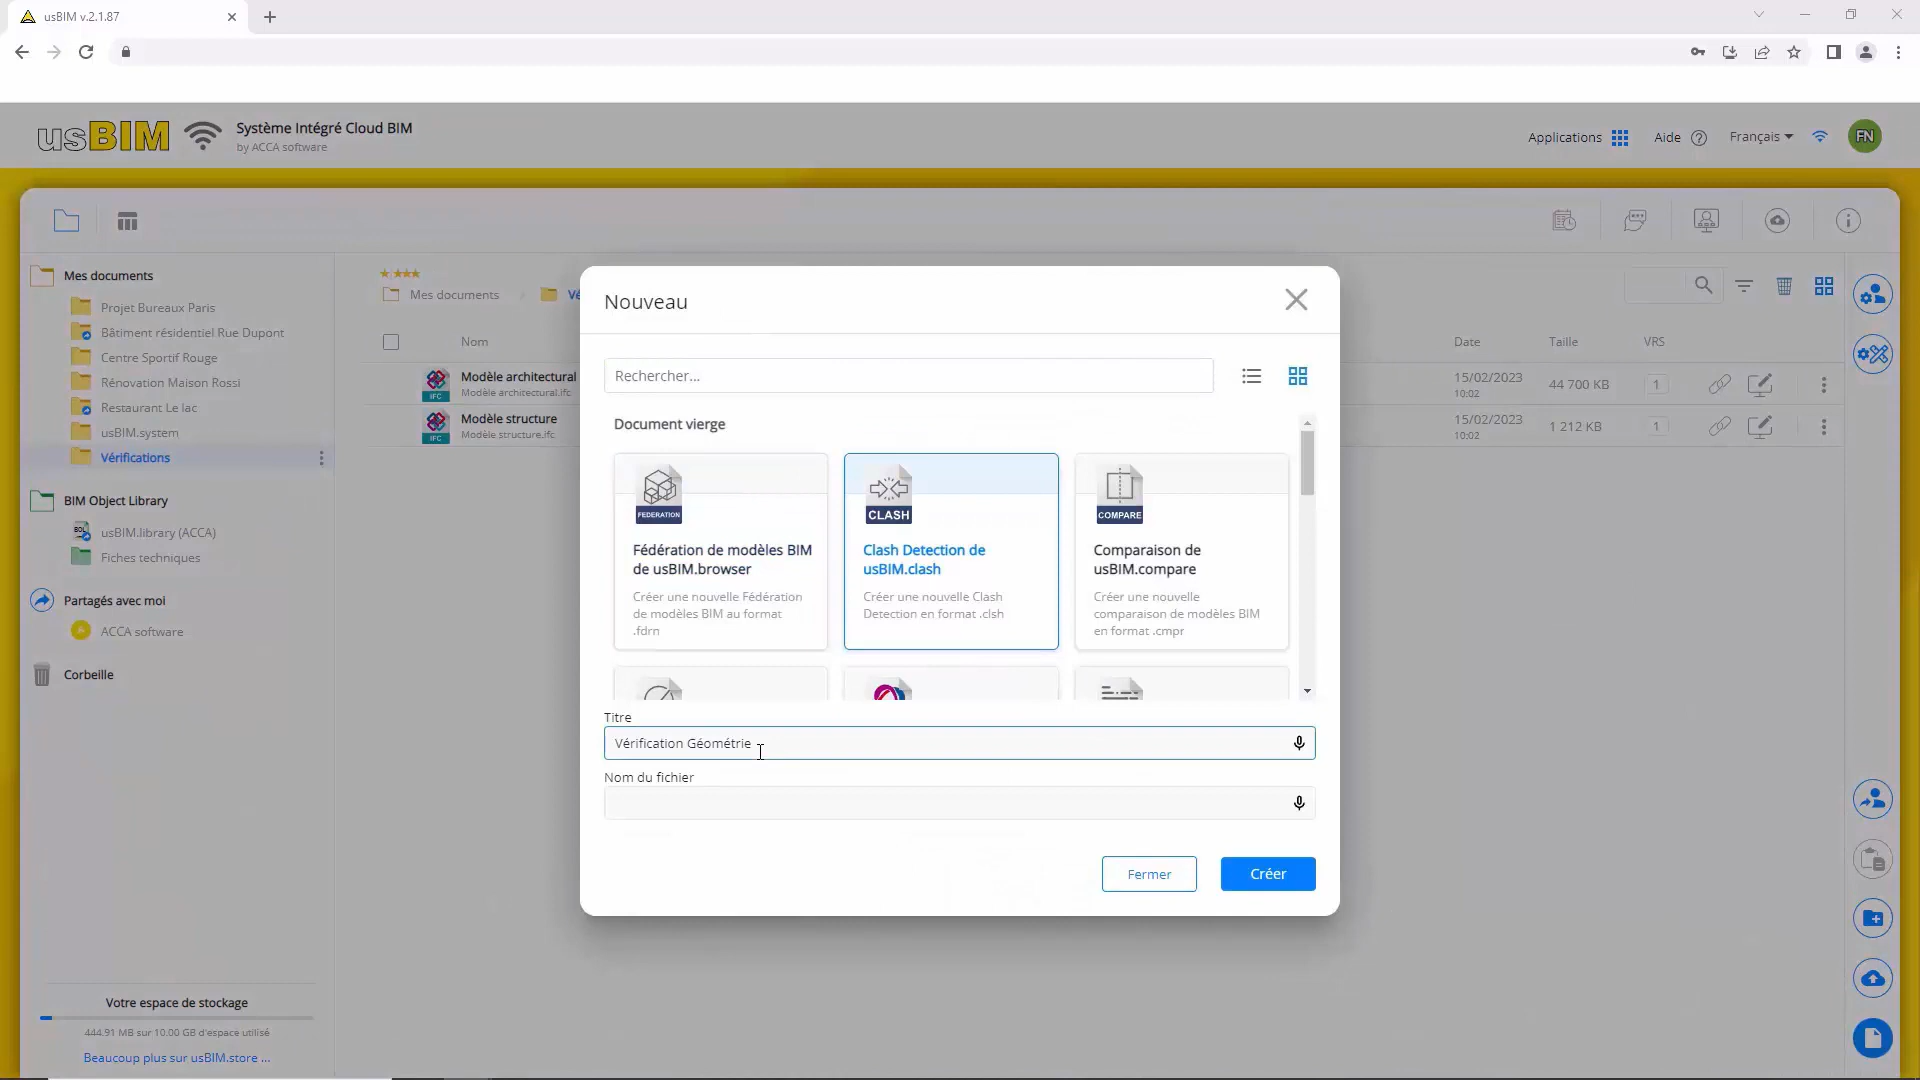 usBIM v.2.1.87
usBIM
Système Intégré Cloud BIM
by ACCA software
Applications
Aide
Français
FN
Mes documents
Projet Bureaux Paris
Bâtiment résidentiel Rue Dupont
Centre Sportif Rouge
Rénovation Maison Rossi
Restaurant Le lac
usBIM.system
Vérifications
BIM Object Library
usBIM.library (ACCA)
Fiches techniques
Partagés avec moi
ACCA software
Corbeille
Votre espace de stockage
444.91 MB sur 10.00 GB d'espace utilisé
Beaucoup plus sur usBIM.store ...
Mes documents
Nom
Date
Taille
VRS
IFC
Modèle architectural
Modèle architectural.ifc
15/02/2023
10:02
44 700 KB
1
IFC
Modèle structure
Modèle structure.ifc
15/02/2023
10:02
1 212 KB
1
Nouveau
Rechercher...
Document vierge
FEDERATION
Fédération de modèles BIM
de usBIM.browser
Créer une nouvelle Fédération
de modèles BIM au format
.fdrn
CLASH
Clash Detection de
usBIM.clash
Créer une nouvelle Clash
Detection en format .clsh
COMPARE
Comparaison de
usBIM.compare
Créer une nouvelle
comparaison de modèles BIM
en format .cmpr
Titre
Vérification Géométrie
Nom du fichier
Fermer
Créer